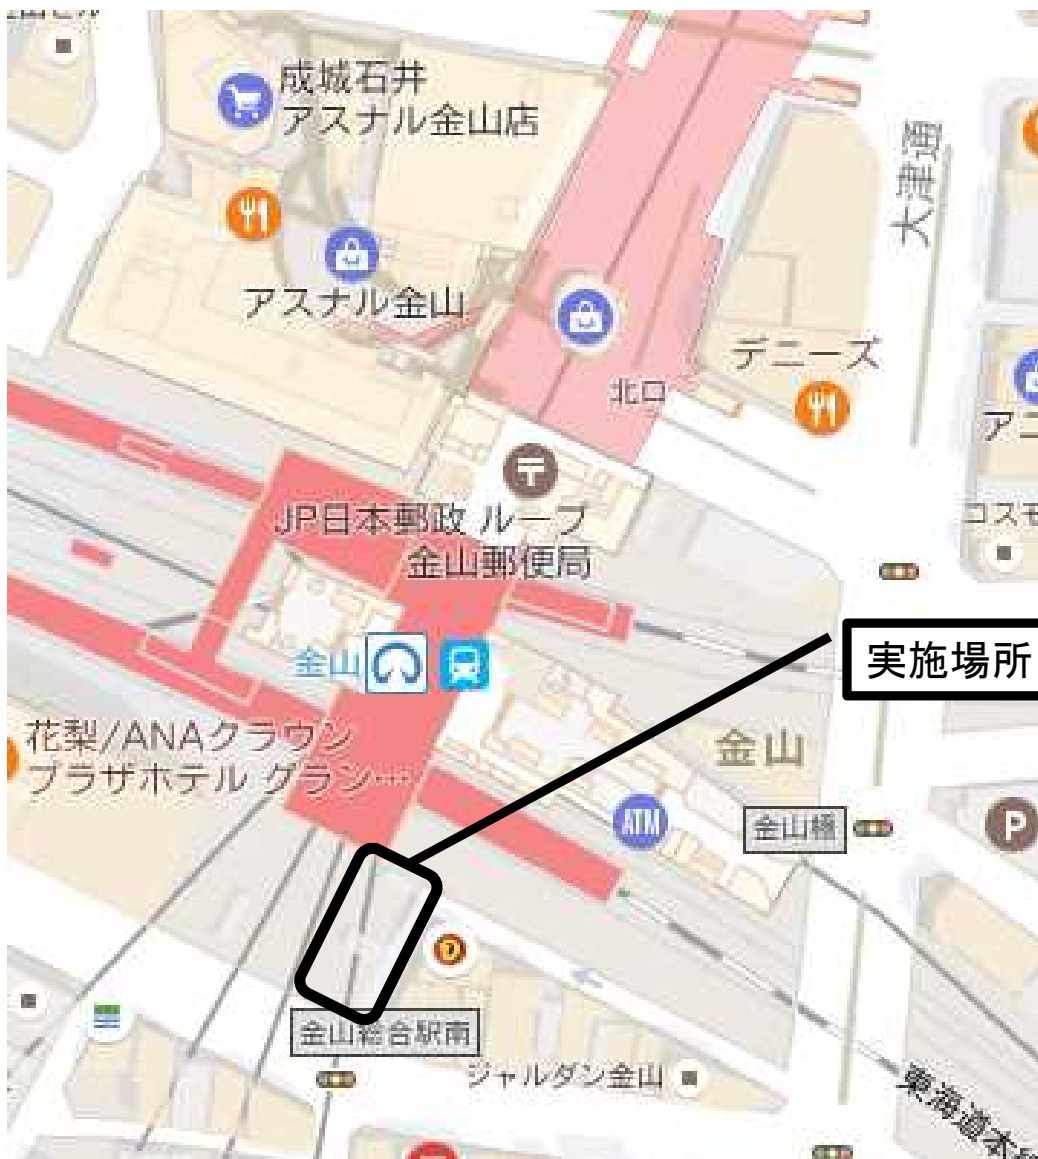 成城石井
アスナル金山店
大津通
アスナル金山
デニーズ
北口
アニ
コスモ
JP日本郵政 ループ
金山郵便局
実施場所
金山
花梨/ANAクラウン
プラザホテル グラン…
金山
ATM
金山橋
P
金山総合駅南
ジャルダン金山
東海道本